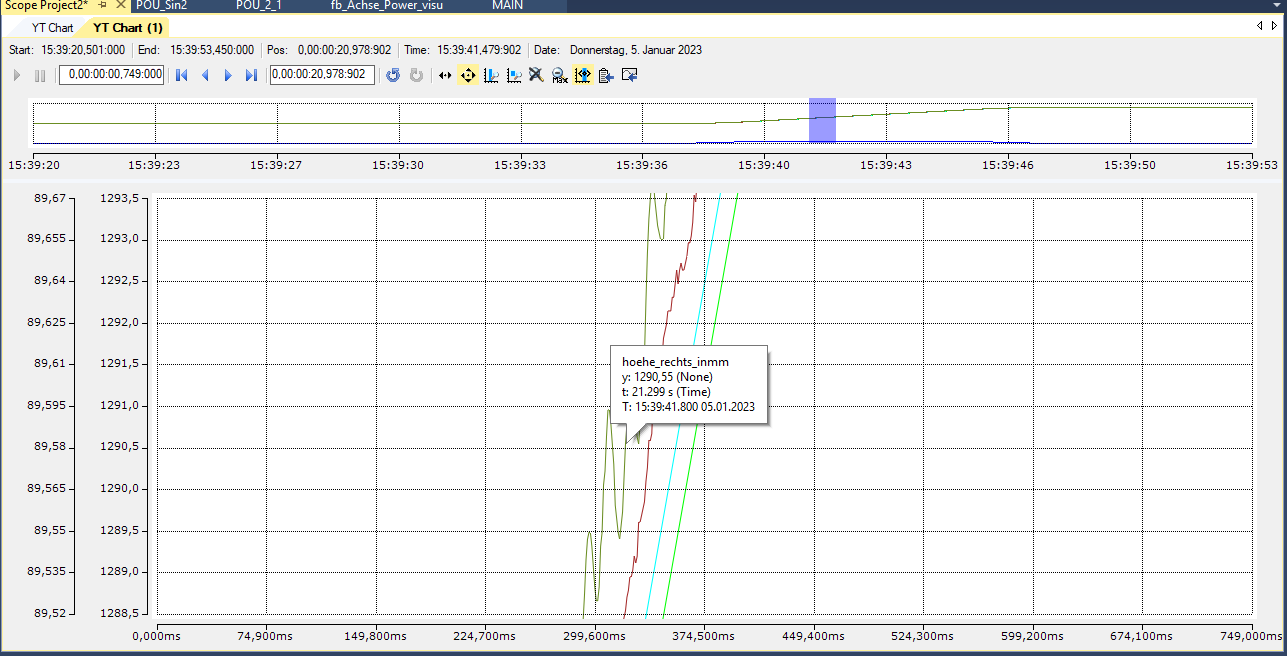 Scope Project2* POU_Sin2 POU_2_1 fb_Achse_Power_visu MAIN
YT Chart YT Chart (1)
Start: 15:39:20,501:000 End: 15:39:53,450:000 Pos: 0,00:00:20,978:902 Time: 15:39:41,479:902 Date: Donnerstag, 5. Januar 2023
0,00:00:00,749:000 0,00:00:20,978:902 Max
15:39:20 15:39:23 15:39:27 15:39:30 15:39:33 15:39:36 15:39:40 15:39:43 15:39:46 15:39:50 15:39:53
89,67 1293,5
89,655 1293,0
89,64 1292,5
89,625 1292,0
89,61 1291,5
hoehe_rechts_inmm
y: 1290,55 (None)
t: 21.299 s (Time)
T: 15:39:41.800 05.01.2023
89,595 1291,0
89,58 1290,5
89,565 1290,0
89,55 1289,5
89,535 1289,0
89,52 1288,5
0,000ms 74,900ms 149,800ms 224,700ms 299,600ms 374,500ms 449,400ms 524,300ms 599,200ms 674,100ms 749,000ms